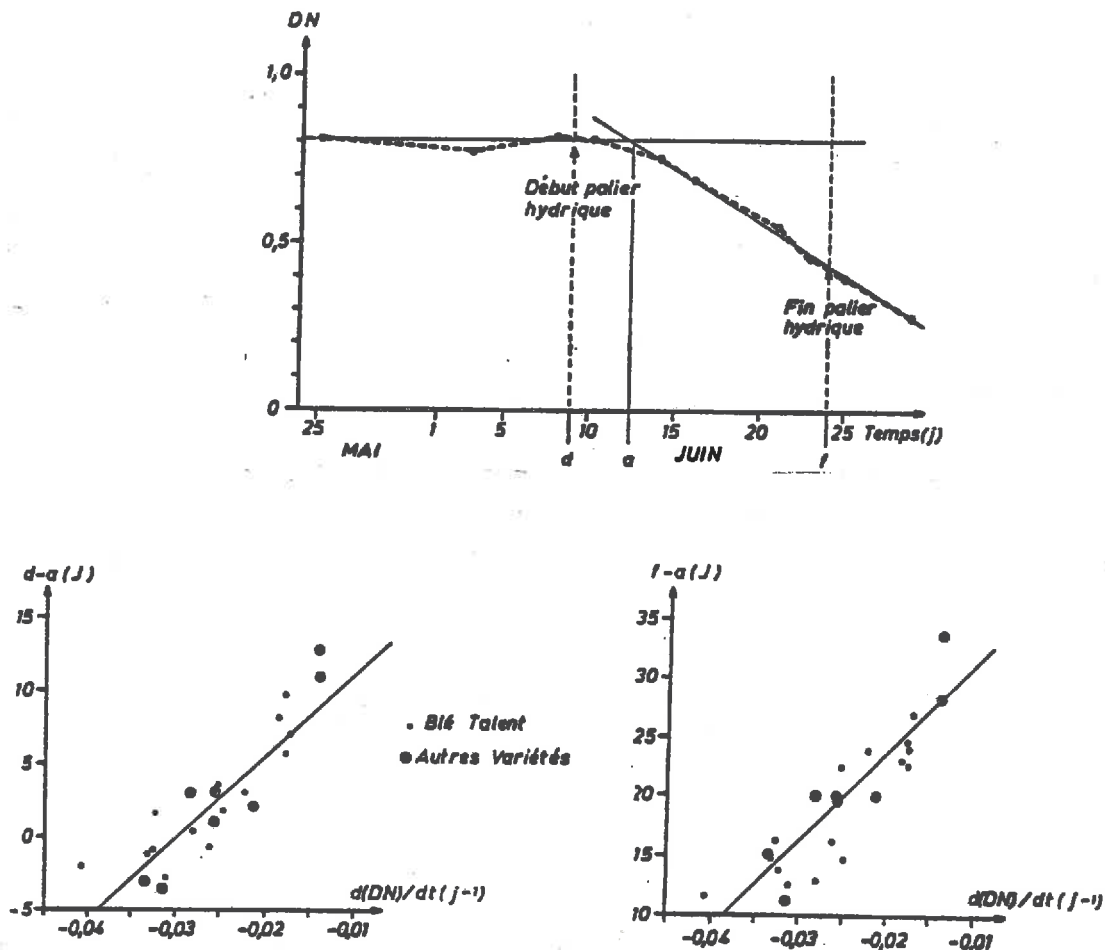 DN
1,0
0,5
0
Début palier
hydrique
Fin palier
hydrique
25 1 5 10 15 20 25 Temps(j)
MAI JUIN
d a f
d-a(J)
15
10
5
0
-5
-0,04 -0,03 -0,02 -0,01
d(DN)/dt(j-1)
• Blé Talent
● Autres Variétés
f-a(J)
35
30
25
20
15
10
-0,04 -0,03 -0,02 -0,01
d(DN)/dt(j-1)